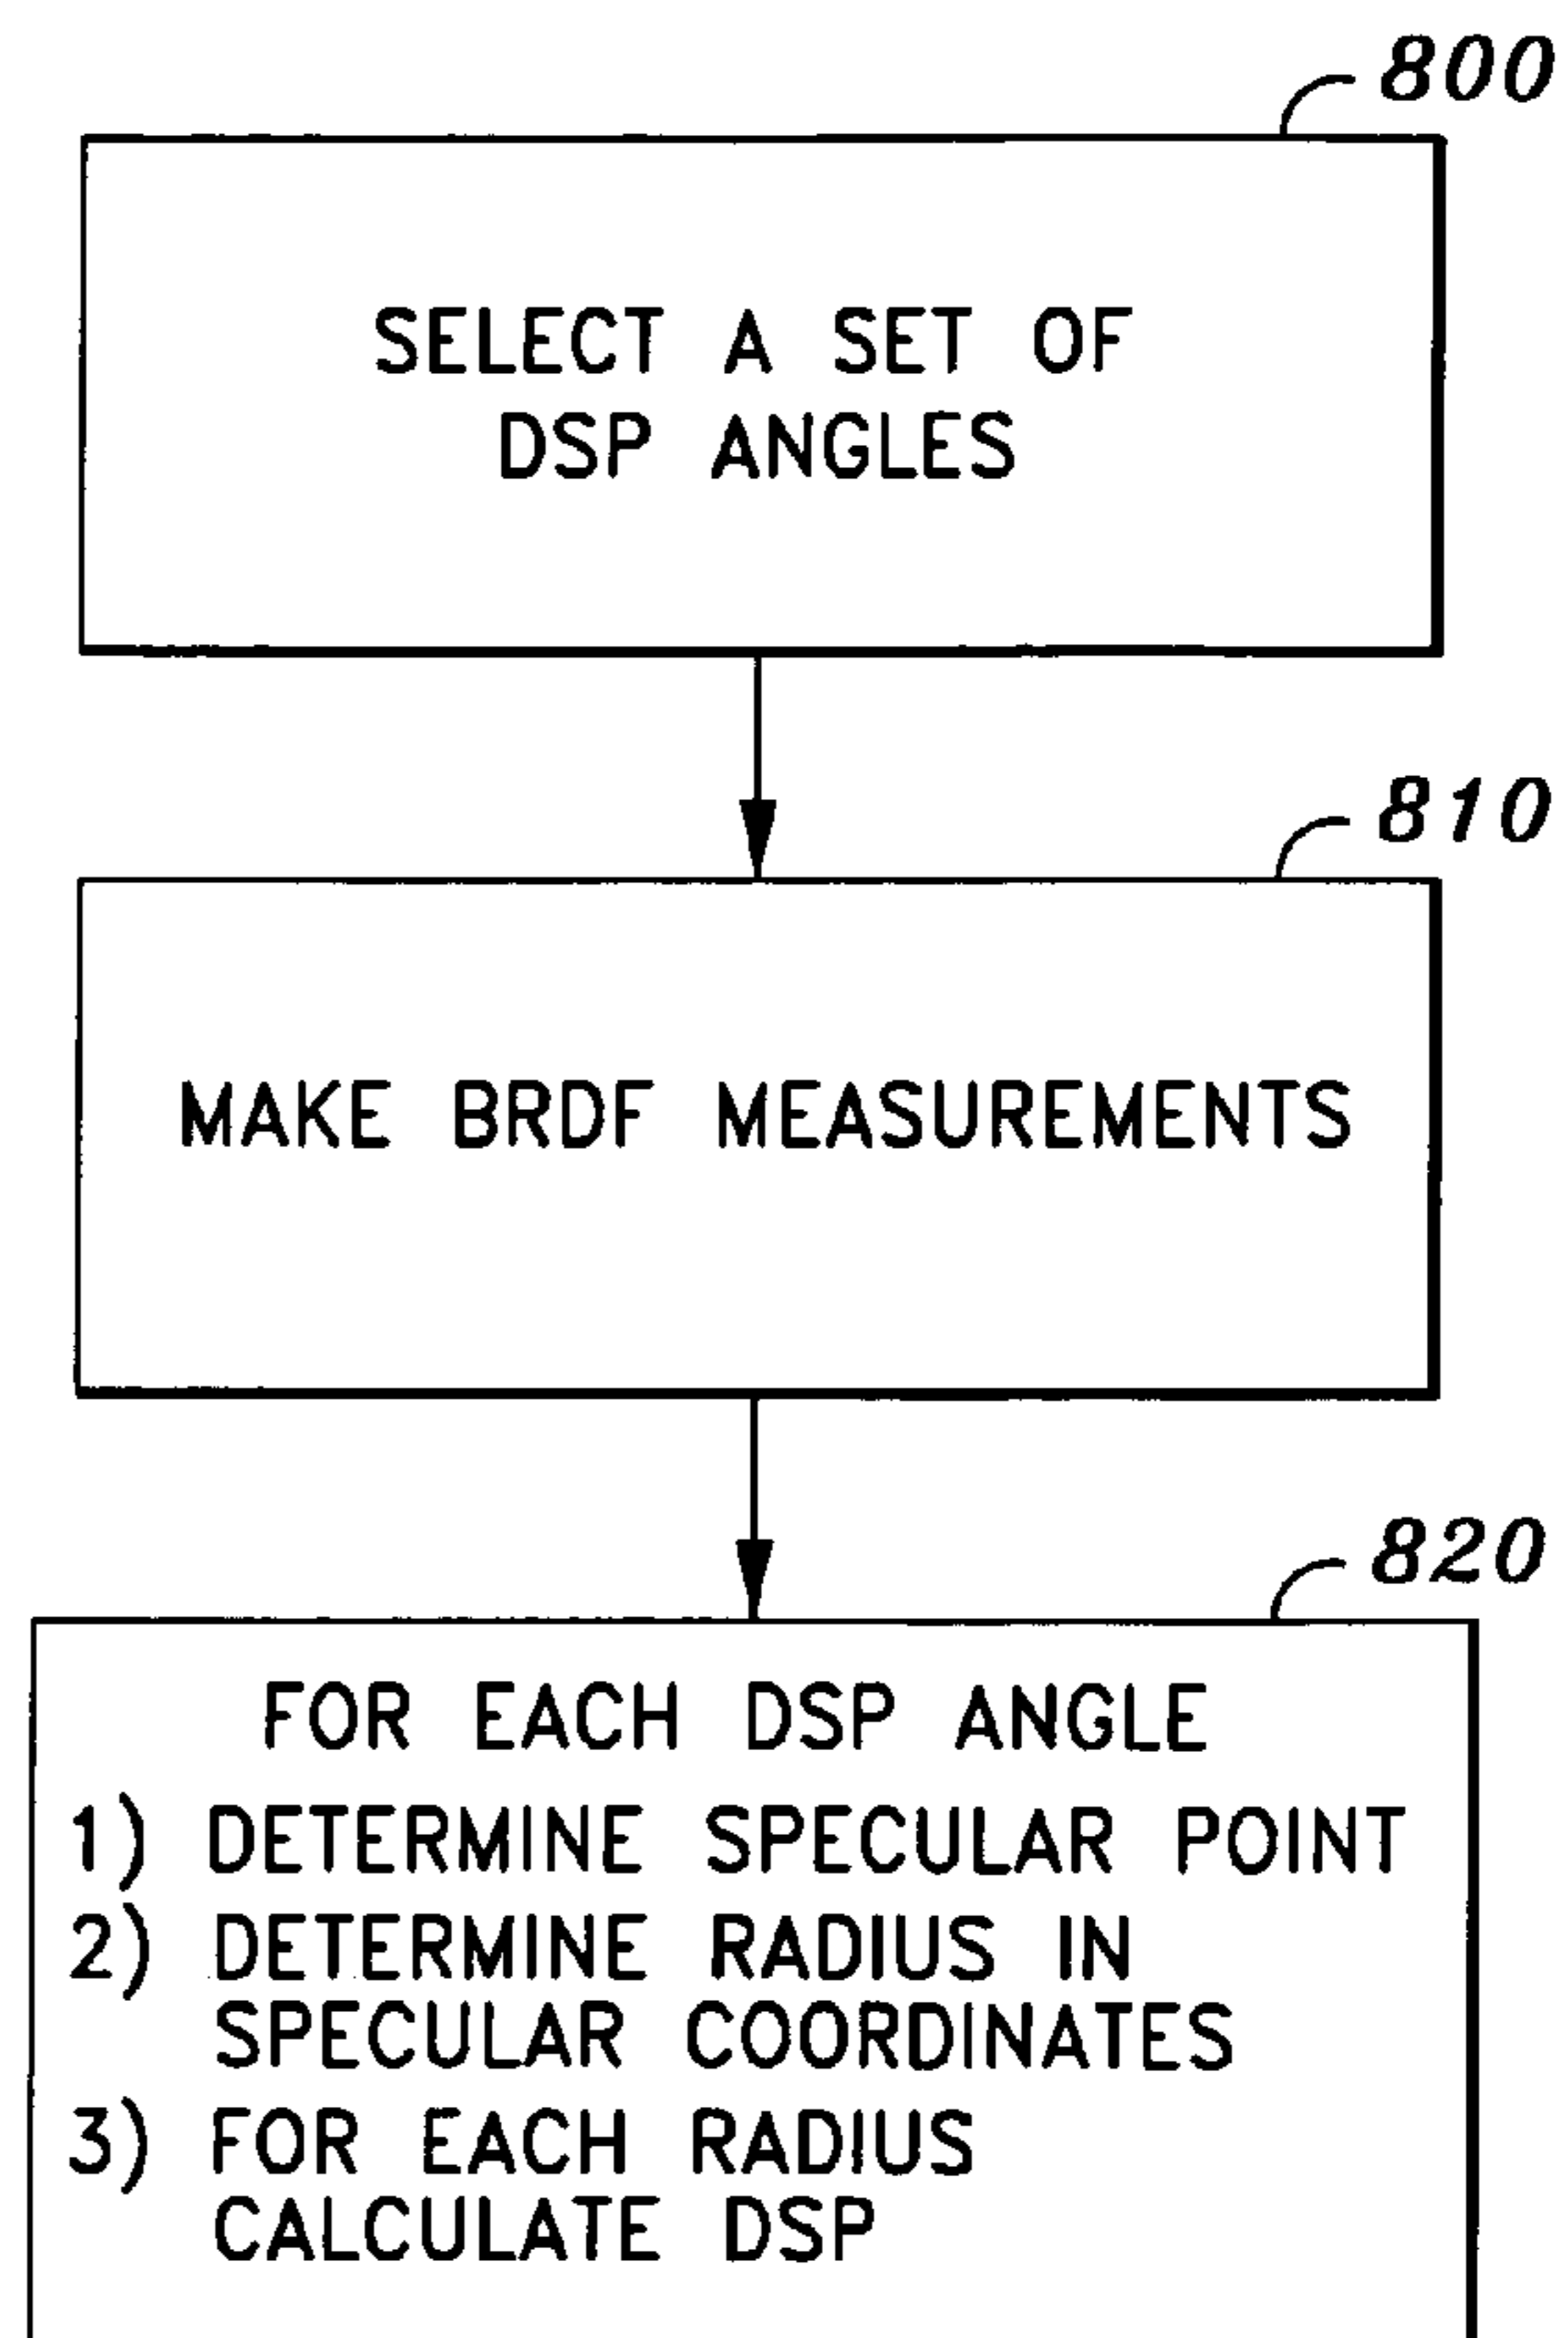 800
SELECT A SET OF
DSP ANGLES
810
MAKE BRDF MEASUREMENTS
820
FOR EACH DSP ANGLE
1) DETERMINE SPECULAR POINT
2) DETERMINE RADIUS IN
SPECULAR COORDINATES
3) FOR EACH RADIUS
CALCULATE DSP